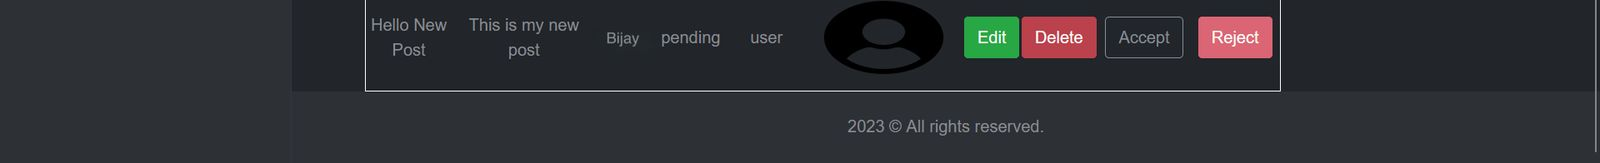 Hello New
Post
This is my new
post
Bijay
pending
user
Edit
Delete
Accept
Reject
2023 © All rights reserved.